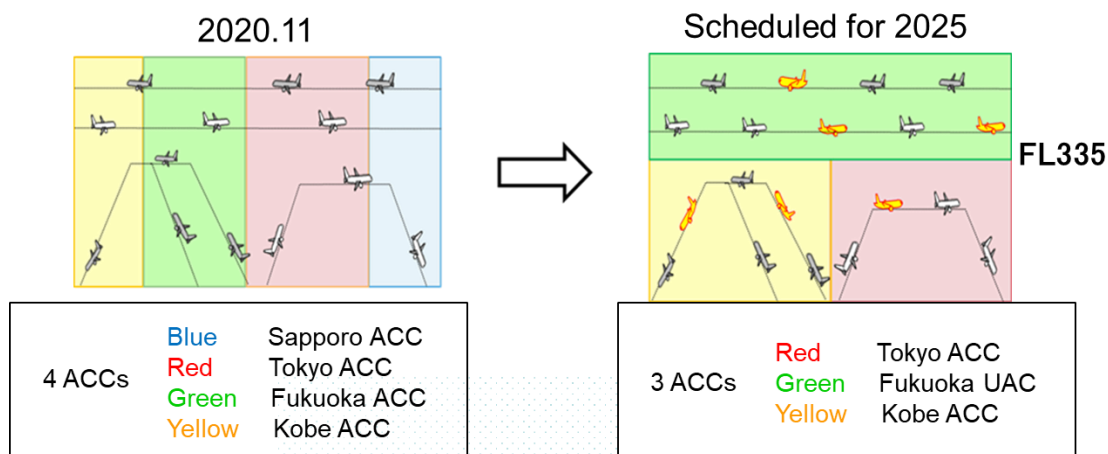 2020.11
Scheduled for 2025
FL335
4 ACCs
Blue Sapporo ACC
Red Tokyo ACC
Green Fukuoka ACC
Yellow Kobe ACC
3 ACCs
Red Tokyo ACC
Green Fukuoka UAC
Yellow Kobe ACC